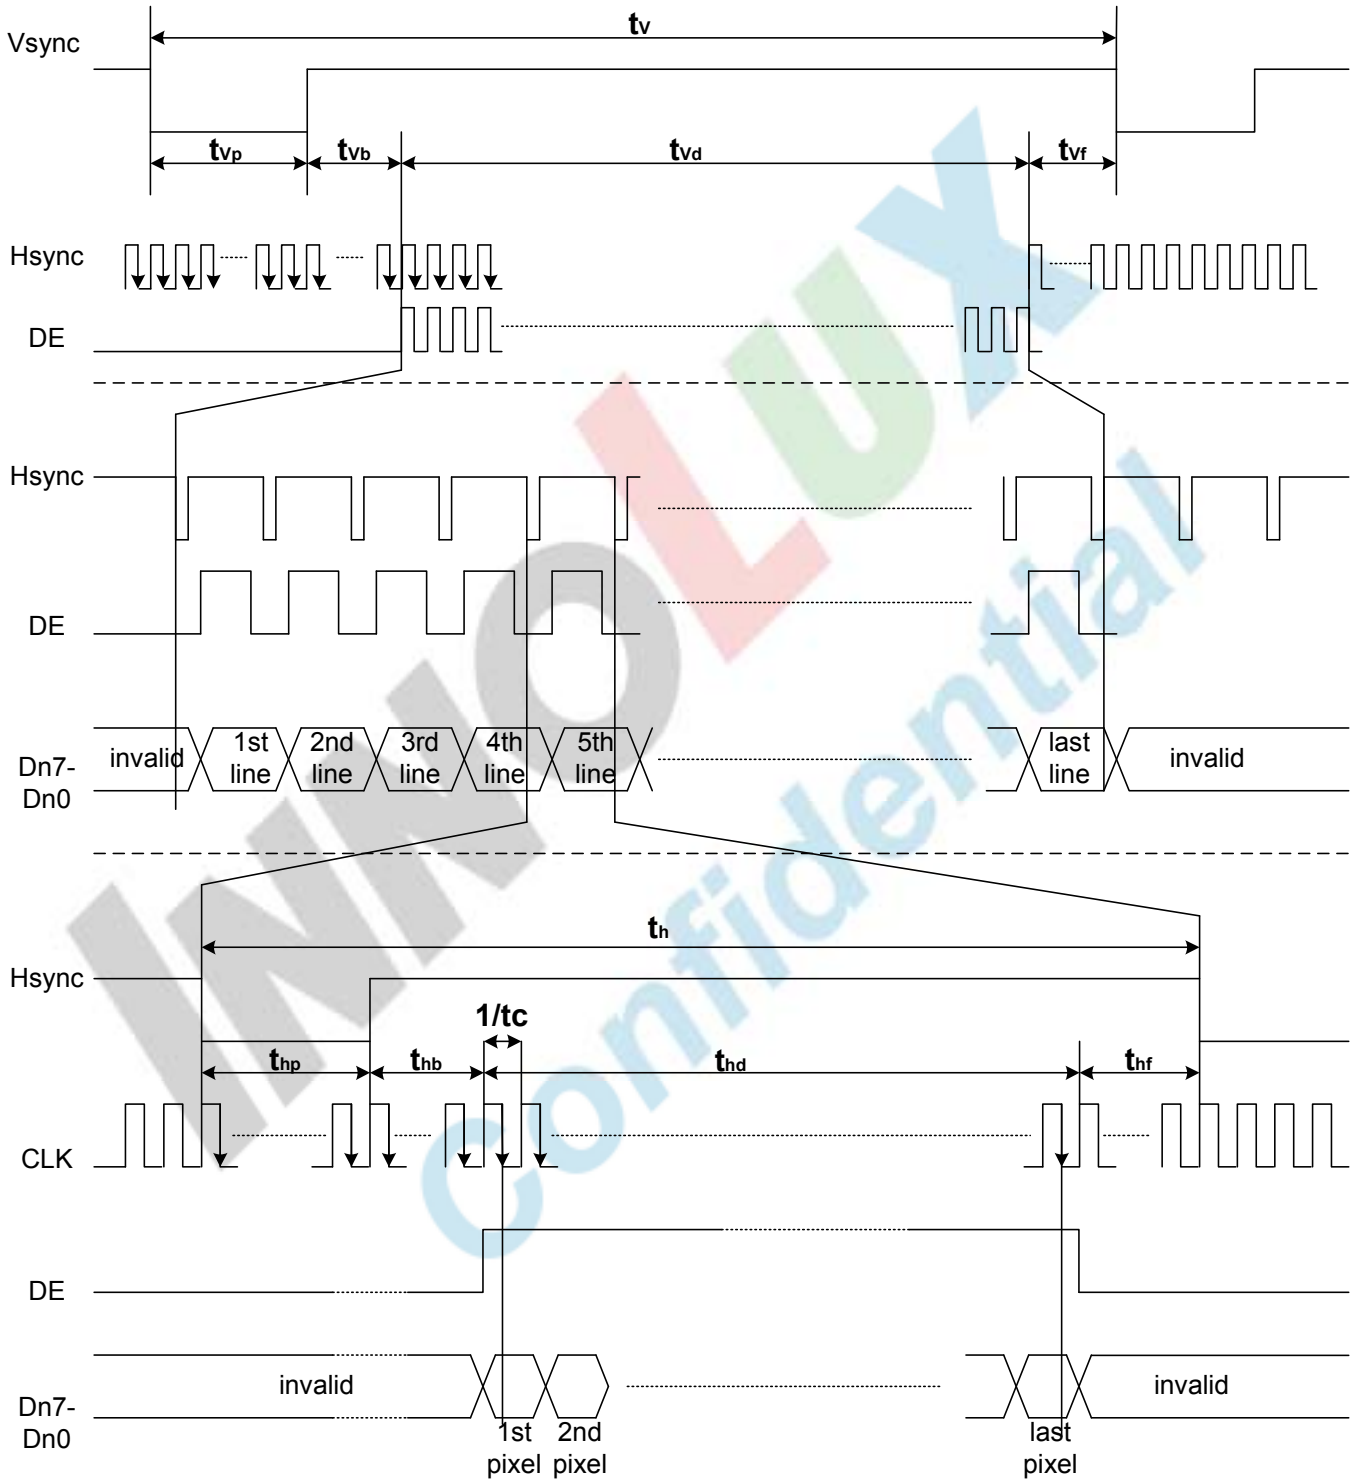 tv
Vsync
tvp
tvb
tvd
tvf
Hsync
DE
Hsync
DE
invalid
1st
line
2nd
line
3rd
line
4th
line
5th
line
last
line
invalid
Dn7-
Dn0
th
Hsync
1/tc
thp
thb
thd
thf
CLK
DE
invalid
invalid
Dn7-
Dn0
1st
pixel
2nd
pixel
last
pixel
INNOLUX
Confidential